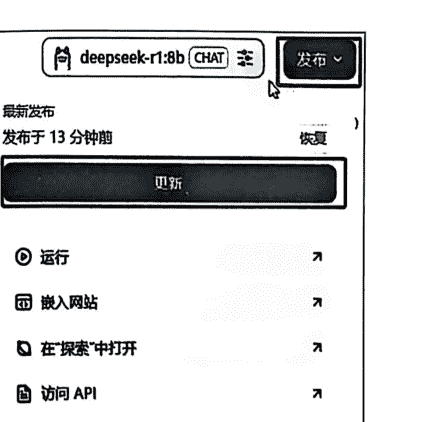 deepseek-r1:8b CHAT 发布
最新发布
发布于 13 分钟前 恢复
更新
运行
嵌入网站
在“探索”中打开
访问 API